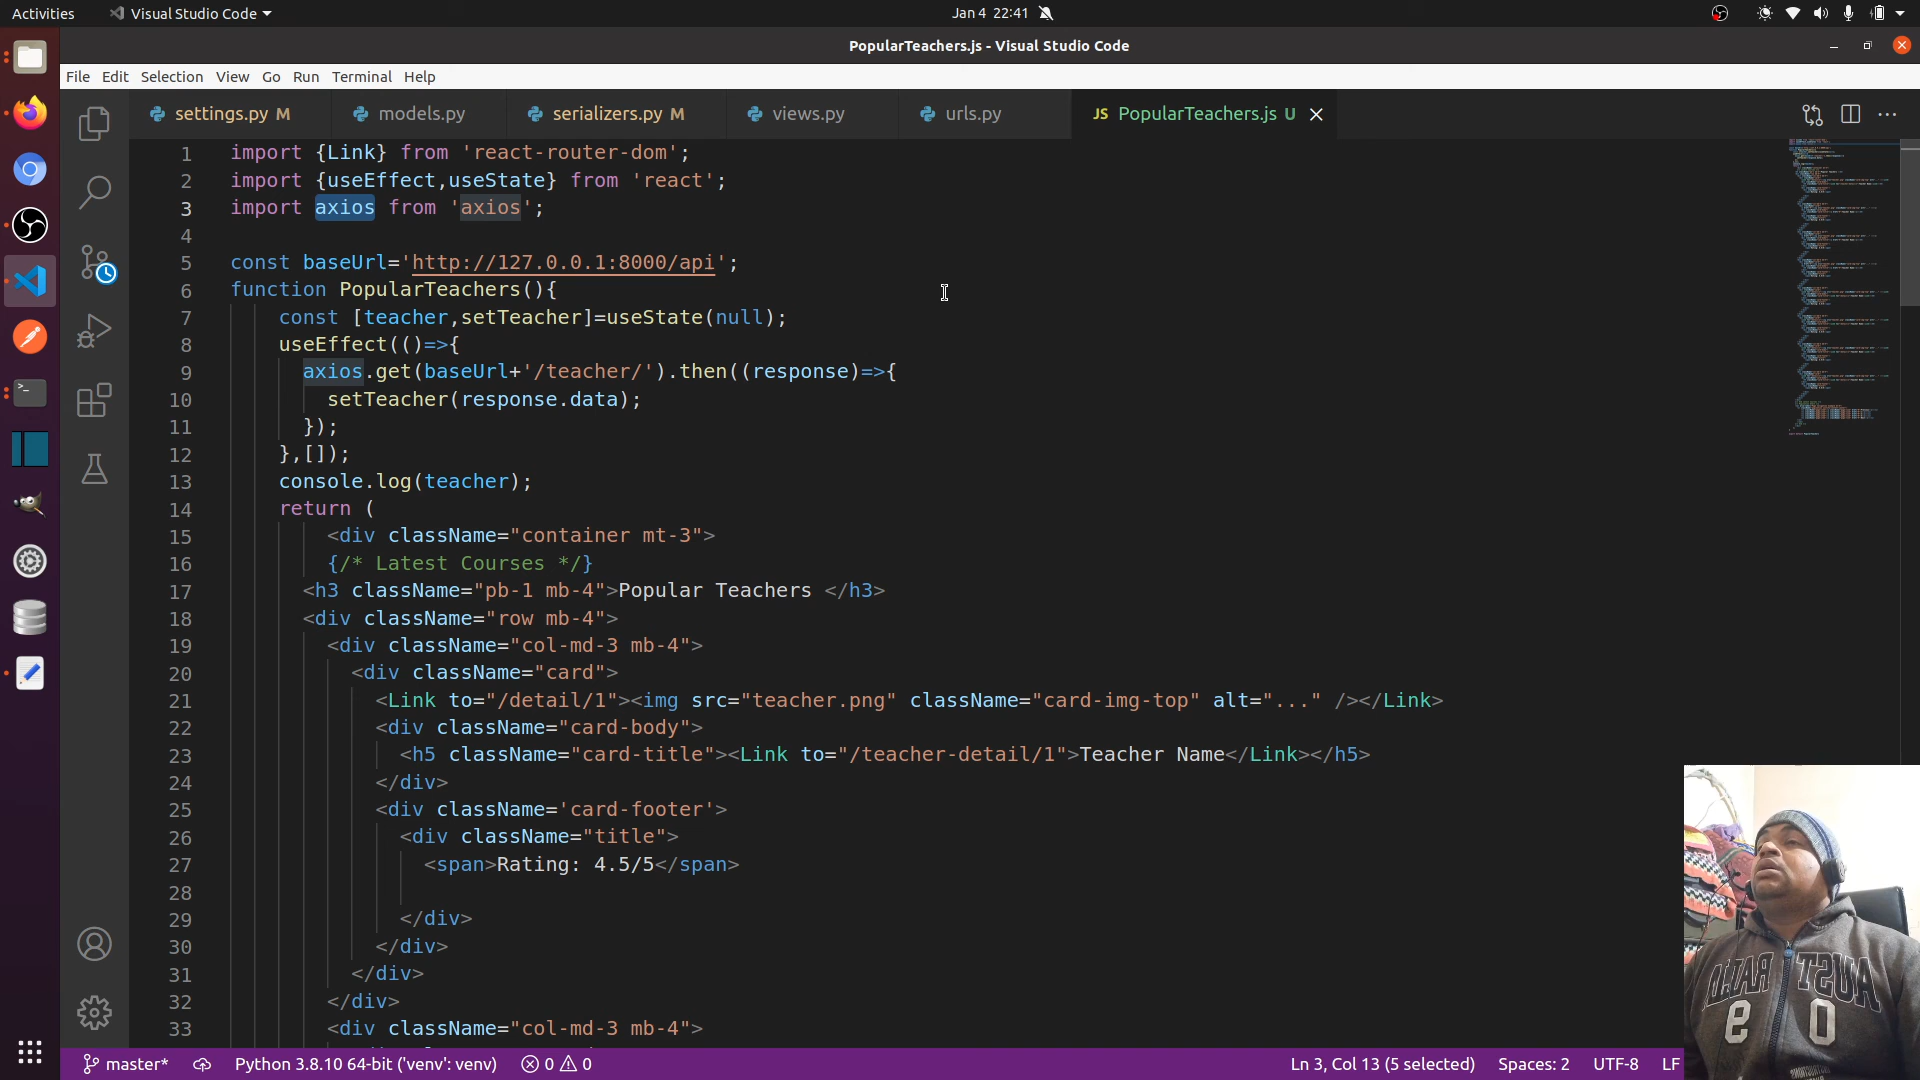 Activities Visual Studio Code Jan 4 22:41
PopularTeachers.js - Visual Studio Code
File Edit Selection View Go Run Terminal Help
settings.py M models.py serializers.py M views.py urls.py JS PopularTeachers.js U
1 import {Link} from 'react-router-dom';
2 import {useEffect,useState} from 'react';
3 import axios from 'axios';
4
5 const baseUrl='http://127.0.0.1:8000/api';
6 function PopularTeachers(){
7 const [teacher,setTeacher]=useState(null);
8 useEffect(()=>{
9 axios.get(baseUrl+'/teacher/').then((response)=>{
10 setTeacher(response.data);
11 });
12 },[]);
13 console.log(teacher);
14 return (
15 <div className="container mt-3">
16 {/* Latest Courses */}
17 <h3 className="pb-1 mb-4">Popular Teachers </h3>
18 <div className="row mb-4">
19 <div className="col-md-3 mb-4">
20 <div className="card">
21 <Link to="/detail/1"><img src="teacher.png" className="card-img-top" alt="..." /></Link>
22 <div className="card-body">
23 <h5 className="card-title"><Link to="/teacher-detail/1">Teacher Name</Link></h5>
24 </div>
25 <div className='card-footer'>
26 <div className="title">
27 <span>Rating: 4.5/5</span>
28
29 </div>
30 </div>
31 </div>
32 </div>
33 <div className="col-md-3 mb-4">
master* Python 3.8.10 64-bit ('venv': venv) 0 0 Ln 3, Col 13 (5 selected) Spaces: 2 UTF-8 LF